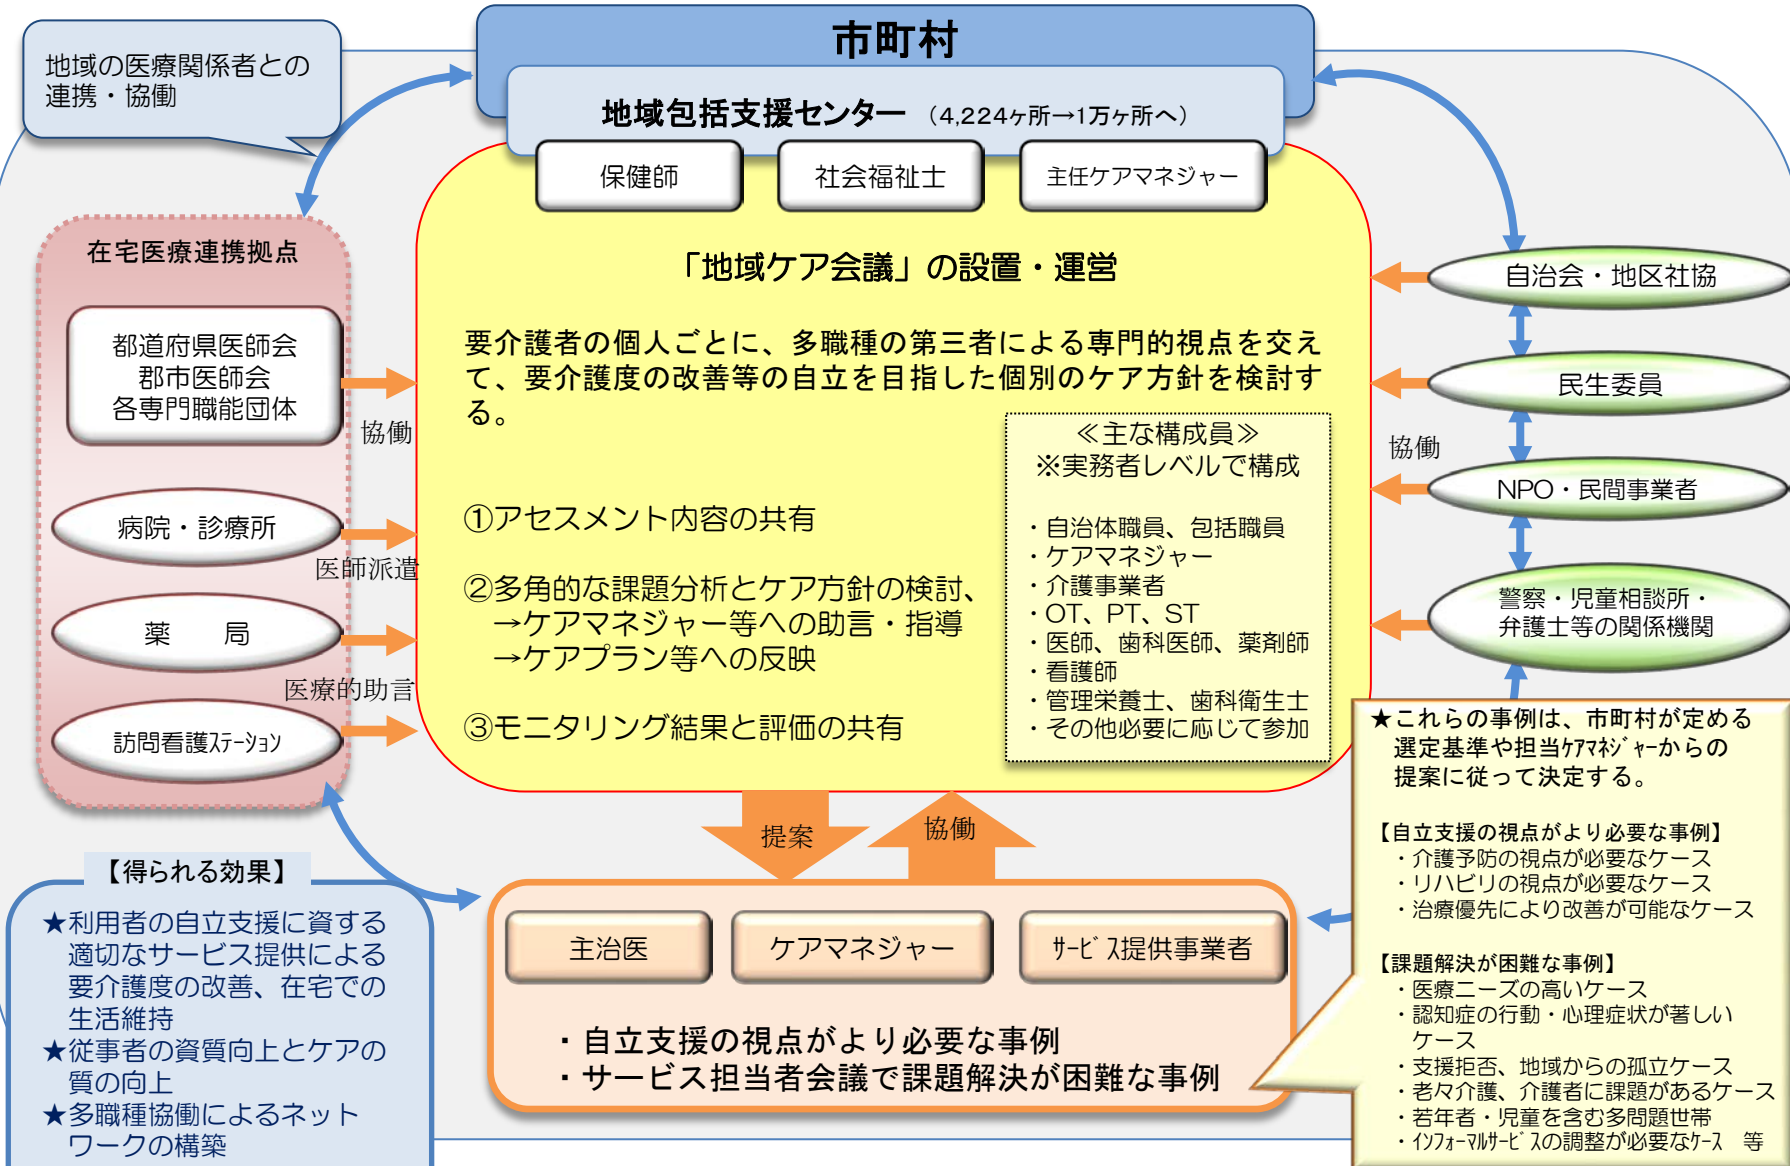 市町村
地域の医療関係者との
連携・協働
地域包括支援センター（4,224ヶ所→1万ヶ所へ）
保健師
社会福祉士
主任ケアマネジャー
在宅医療連携拠点
都道府県医師会
郡市医師会
各専門職能団体
協働
病院・診療所
医師派遣
薬　局
医療的助言
訪問看護ｽﾃｰｼｮﾝ
「地域ケア会議」の設置・運営
要介護者の個人ごとに、多職種の第三者による専門的視点を交え
て、要介護度の改善等の自立を目指した個別のケア方針を検討す
る。
①アセスメント内容の共有
②多角的な課題分析とケア方針の検討、
→ケアマネジャー等への助言・指導
→ケアプラン等への反映
③モニタリング結果と評価の共有
≪主な構成員≫
※実務者レベルで構成
・自治体職員、包括職員
・ケアマネジャー
・介護事業者
・OT、PT、ST
・医師、歯科医師、薬剤師
・看護師
・管理栄養士、歯科衛生士
・その他必要に応じて参加
自治会・地区社協
民生委員
協働
NPO・民間事業者
警察・児童相談所・
弁護士等の関係機関
提案
協働
主治医
ケアマネジャー
ｻｰﾋﾞｽ提供事業者
・自立支援の視点がより必要な事例
・サービス担当者会議で課題解決が困難な事例
【得られる効果】
★利用者の自立支援に資する
適切なサービス提供による
要介護度の改善、在宅での
生活維持
★従事者の資質向上とケアの
質の向上
★多職種協働によるネット
ワークの構築
★これらの事例は、市町村が定める
選定基準や担当ｹｱﾏﾈｼﾞｬｰからの
提案に従って決定する。
【自立支援の視点がより必要な事例】
・介護予防の視点が必要なケース
・リハビリの視点が必要なケース
・治療優先により改善が可能なケース
【課題解決が困難な事例】
・医療ニーズの高いケース
・認知症の行動・心理症状が著しい
ケース
・支援拒否、地域からの孤立ケース
・老々介護、介護者に課題があるケース
・若年者・児童を含む多問題世帯
・ｲﾝﾌｫｰﾏﾙｻｰﾋﾞｽの調整が必要なｹｰｽ　等